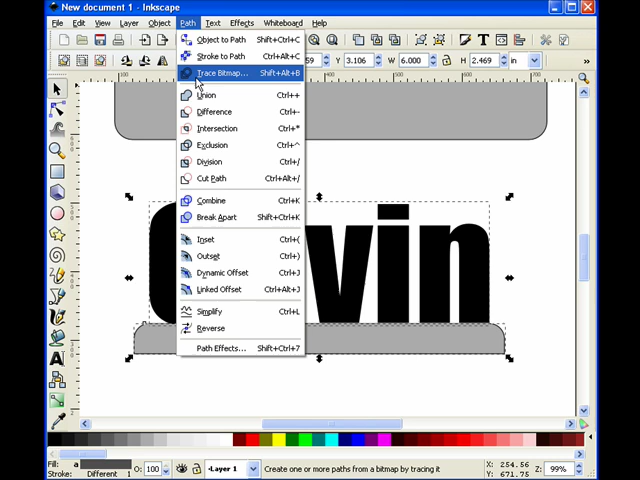 New document 1 - Inkscape
File Edit View Layer Object Path Text Effects Whiteboard Help
Y 3.106 W 6.000 H 2.469 in
Object to Path Shift+Ctrl+C
Stroke to Path Ctrl+Alt+C
Trace Bitmap... Shift+Alt+B
Union Ctrl++
Difference Ctrl+-
Intersection Ctrl+*
Exclusion Ctrl+^
Division Ctrl+/
Cut Path Ctrl+Alt+/
Combine Ctrl+K
Break Apart Shift+Ctrl+K
Inset Ctrl+(
Outset Ctrl+)
Dynamic Offset Ctrl+J
Linked Offset Ctrl+Alt+J
Simplify Ctrl+L
Reverse
Path Effects... Shift+Ctrl+7
vin
Fill: a
Stroke: Different 1
O: 100
-Layer 1
Create one or more paths from a bitmap by tracing it
X: 254.56
Y: 671.75
Z: 99%